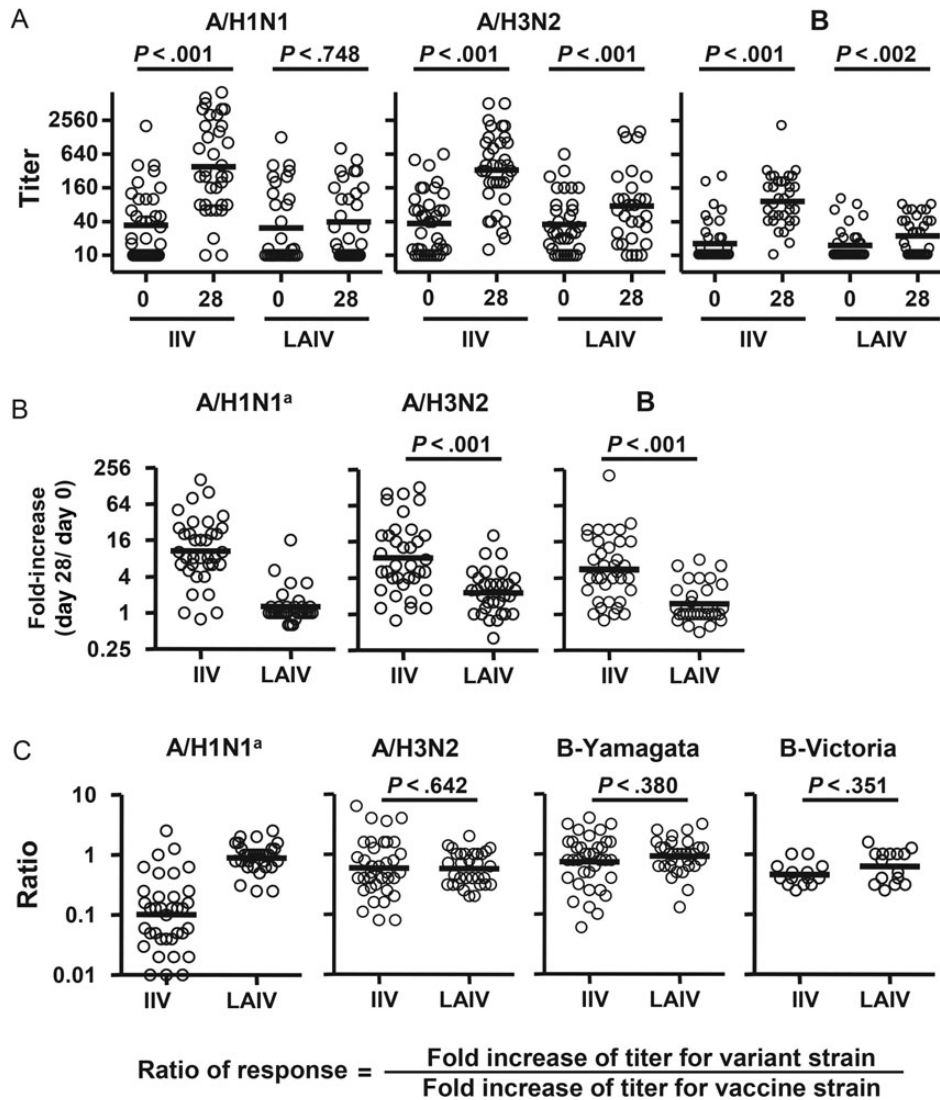 A
A/H1N1 A/H3N2 B
P < .001 P < .748 P < .001 P < .001 P < .001 P < .002
Titer
2560
640
160
40
10
0 28 0 28 0 28 0 28 0 28 0 28
IIV LAIV IIV LAIV IIV LAIV
B
A/H1N1ᵃ A/H3N2 B
P < .001 P < .001
Fold-increase
(day 28/ day 0)
256
64
16
4
1
0.25
IIV LAIV IIV LAIV IIV LAIV
C
A/H1N1ᵃ A/H3N2 B-Yamagata B-Victoria
P < .642 P < .380 P < .351
Ratio
10
1
0.1
0.01
IIV LAIV IIV LAIV IIV LAIV IIV LAIV
Ratio of response = Fold increase of titer for variant strain
Fold increase of titer for vaccine strain